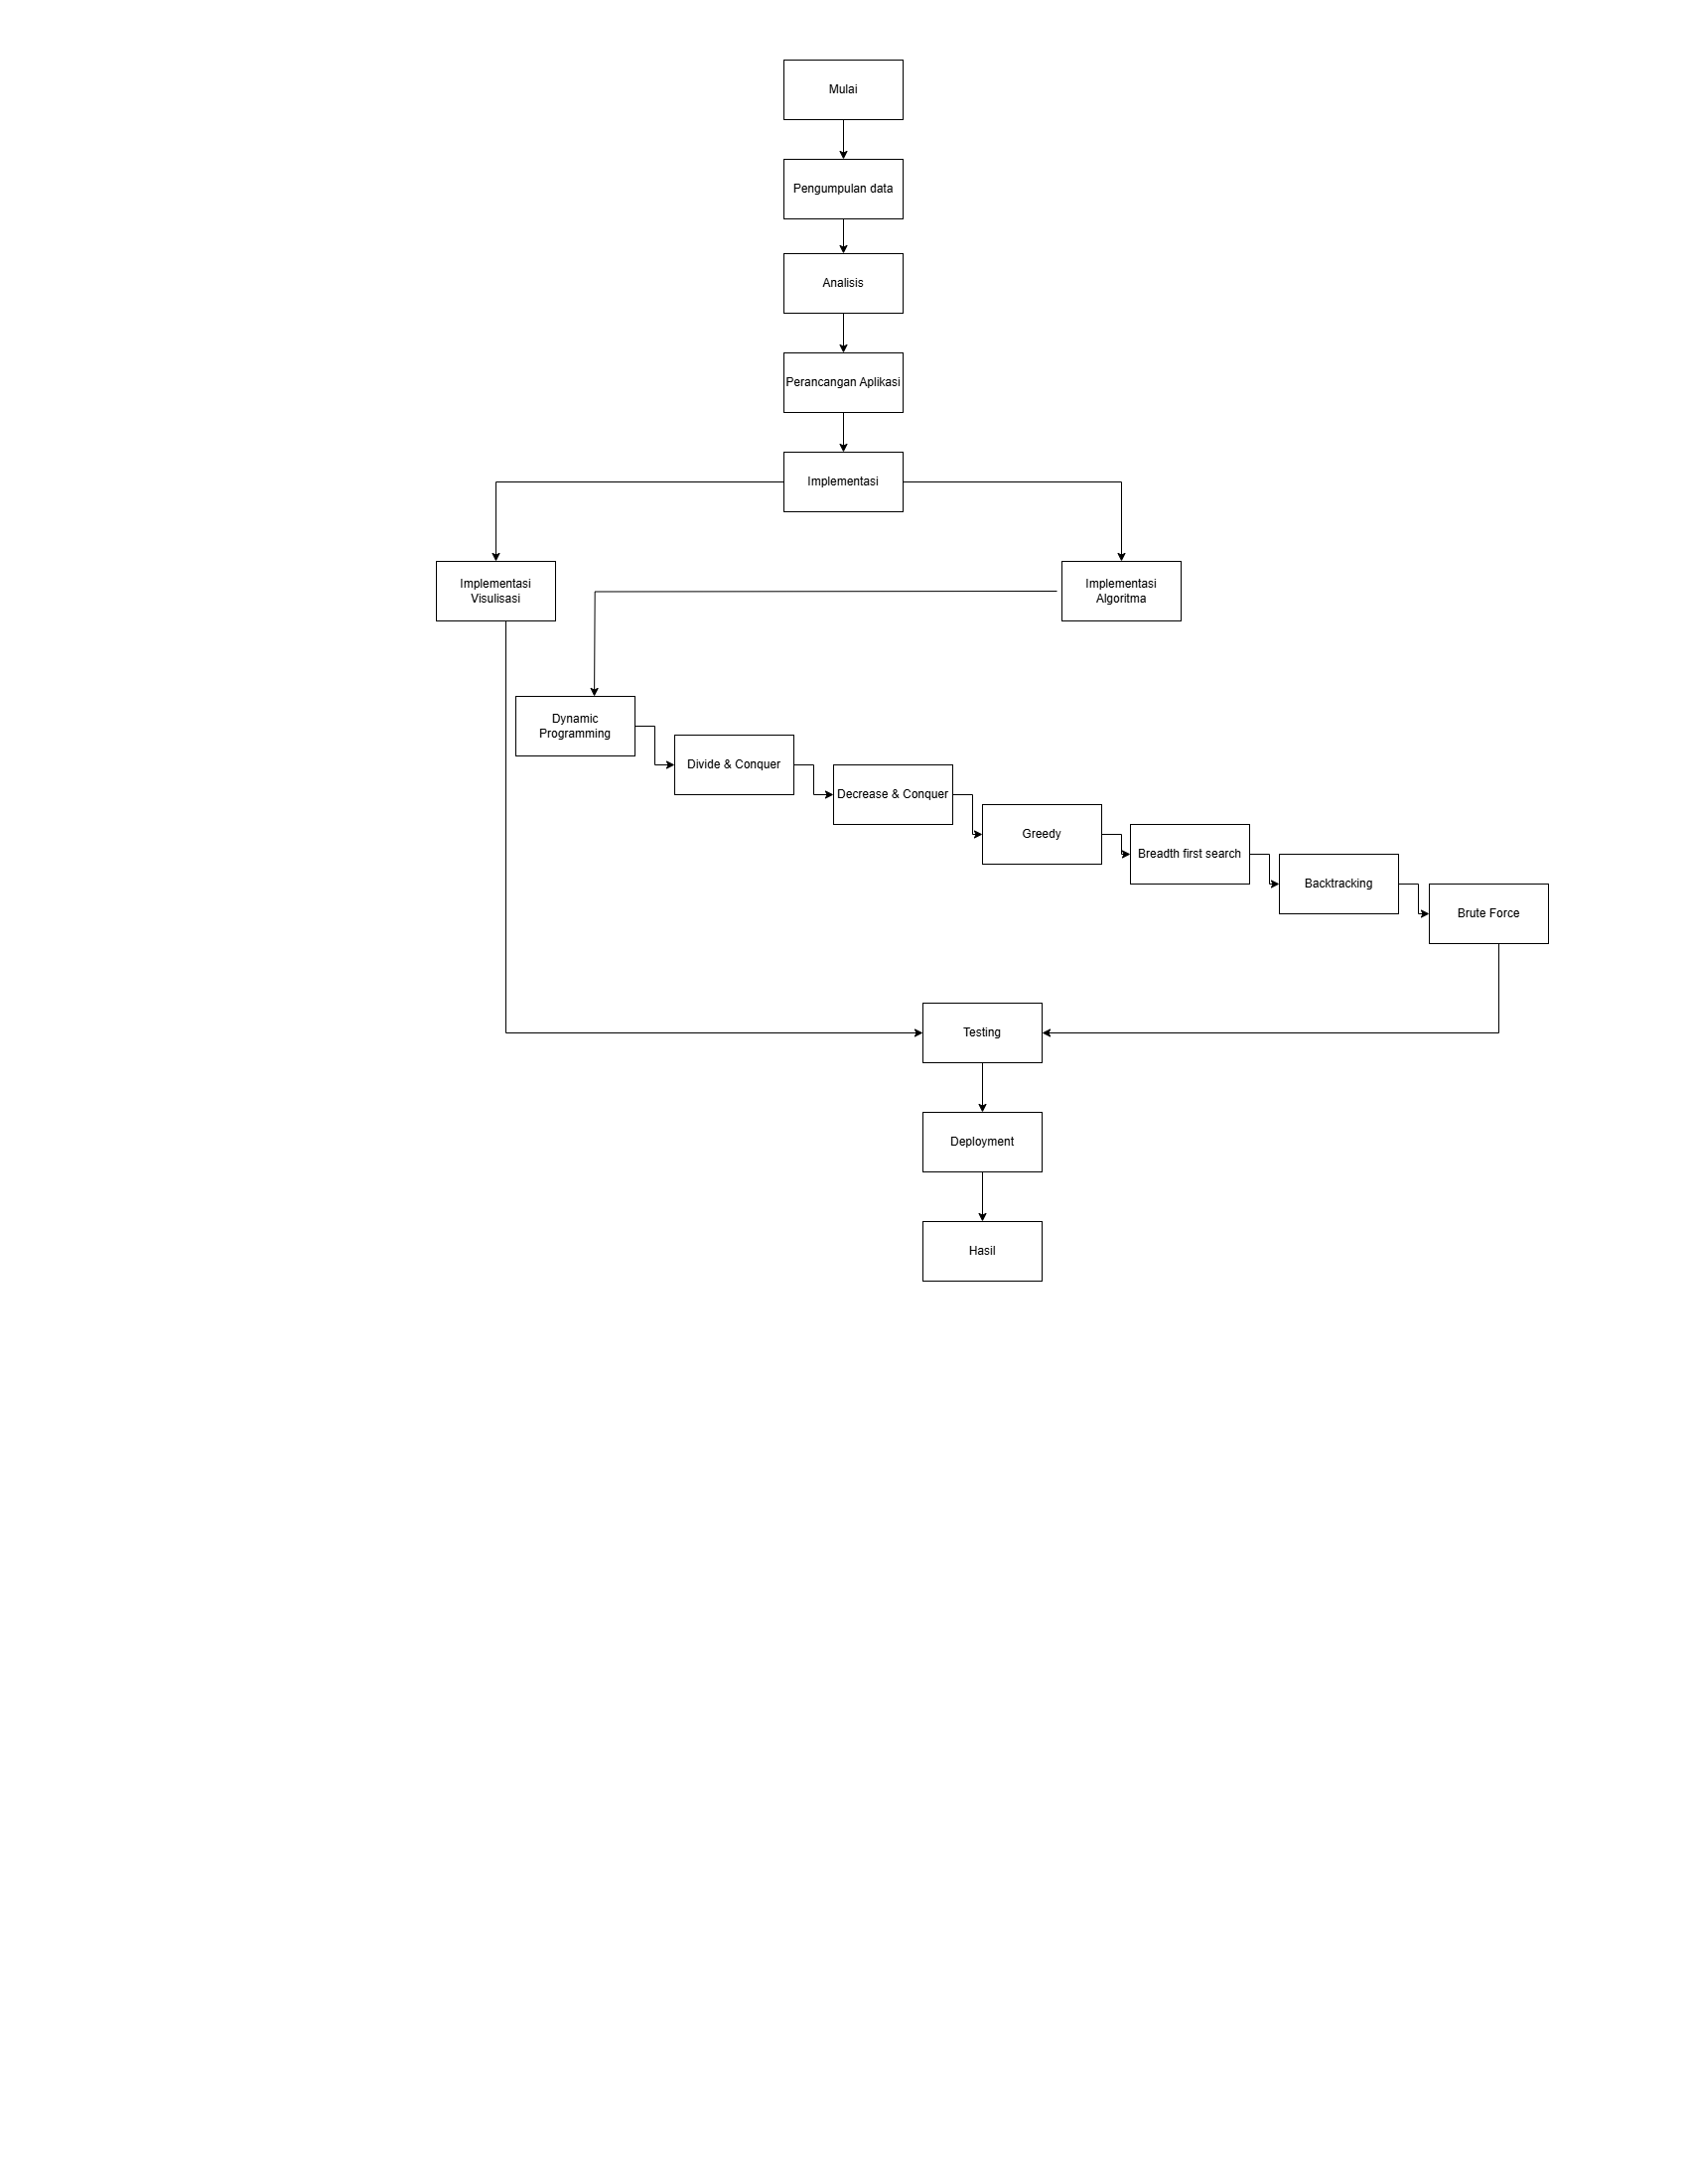 Mulai
Pengumpulan data
Analisis
Perancangan Aplikasi
Implementasi
Implementasi
Visulisasi
Implementasi
Algoritma
Dynamic
Programming
Divide & Conquer
Decrease & Conquer
Greedy
Breadth first search
Backtracking
Brute Force
Testing
Deployment
Hasil